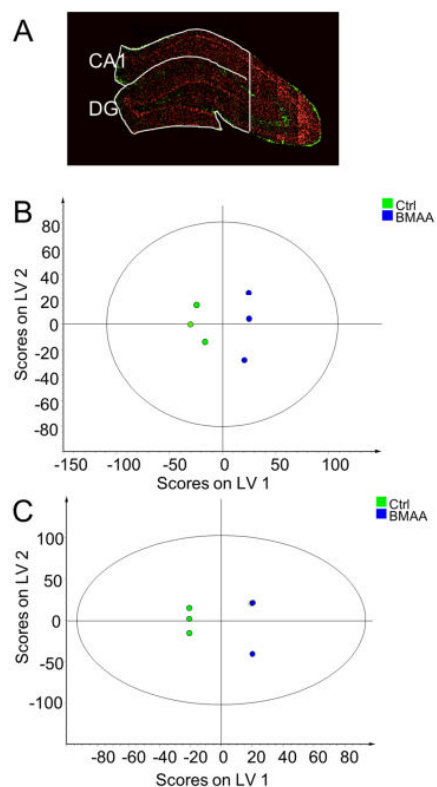 A
CA1
DG
B
Ctrl
BMAA
80
60
40
20
0
-20
-40
-60
-80
Scores on LV 2
-150 -100 -50 0 50 100
Scores on LV 1
C
Ctrl
BMAA
100
50
0
-50
-100
Scores on LV 2
-80 -60 -40 -20 0 20 40 60 80
Scores on LV 1